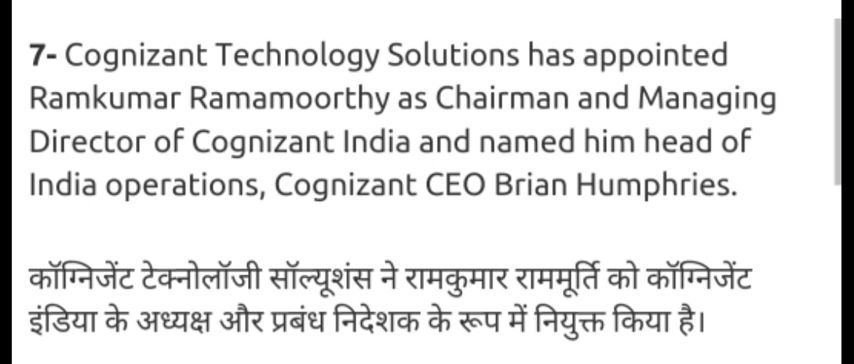 7- Cognizant Technology Solutions has appointed
Ramkumar Ramamoorthy as Chairman and Managing
Director of Cognizant India and named him head of
India operations, Cognizant CEO Brian Humphries.
कॉग्निजेंट टेक्नोलॉजी सॉल्यूशंस ने रामकुमार राममूर्ति को कॉग्निजेंट
इंडिया के अध्यक्ष और प्रबंध निदेशक के रूप में नियुक्त किया है।